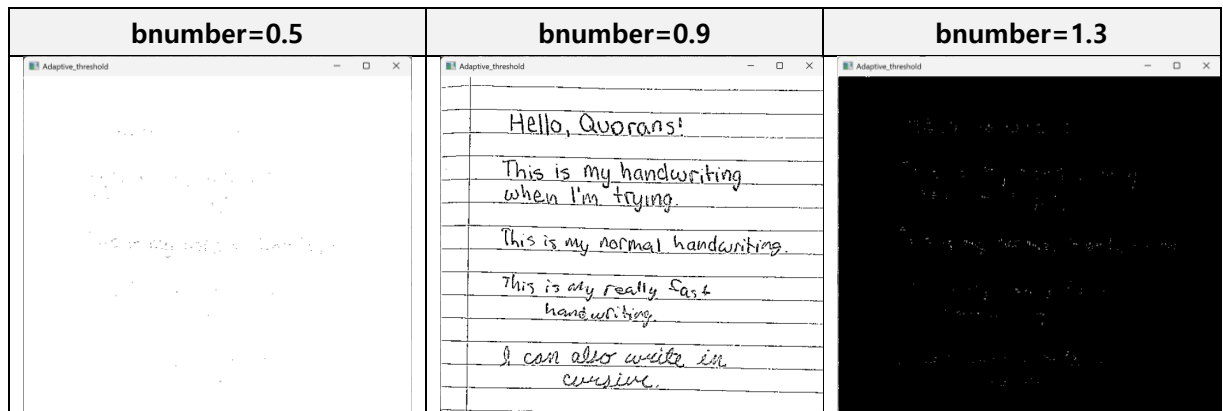 bnumber=0.5 bnumber=0.9 bnumber=1.3
Adaptive_threshold Adaptive_threshold Adaptive_threshold
Hello, Quorans!
This is my handwriting
when I'm trying.
This is my normal handwriting.
This is my really fast
handwriting.
I can also write in
cursive.